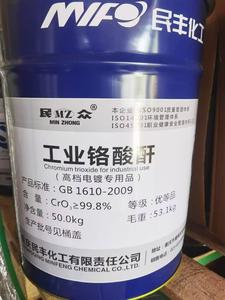 MIFO 民丰化工
民MZ众
MIN ZHONG
本企业
ISO9001质量管理体系
ISO14001环境管理体系
ISO45001职业健康安全管理体系
工业铬酸酐
Chromium trioxide for industrial use
（高档电镀专用品）
产品标准：GB 1610-2009
含量：CrO₃≥99.8%
等级：优等品
净重：50.0kg
毛重：53.1kg
生产批号见桶盖
民丰化工有限责任公司
MINFENG CHEMICAL CO.,LTD.